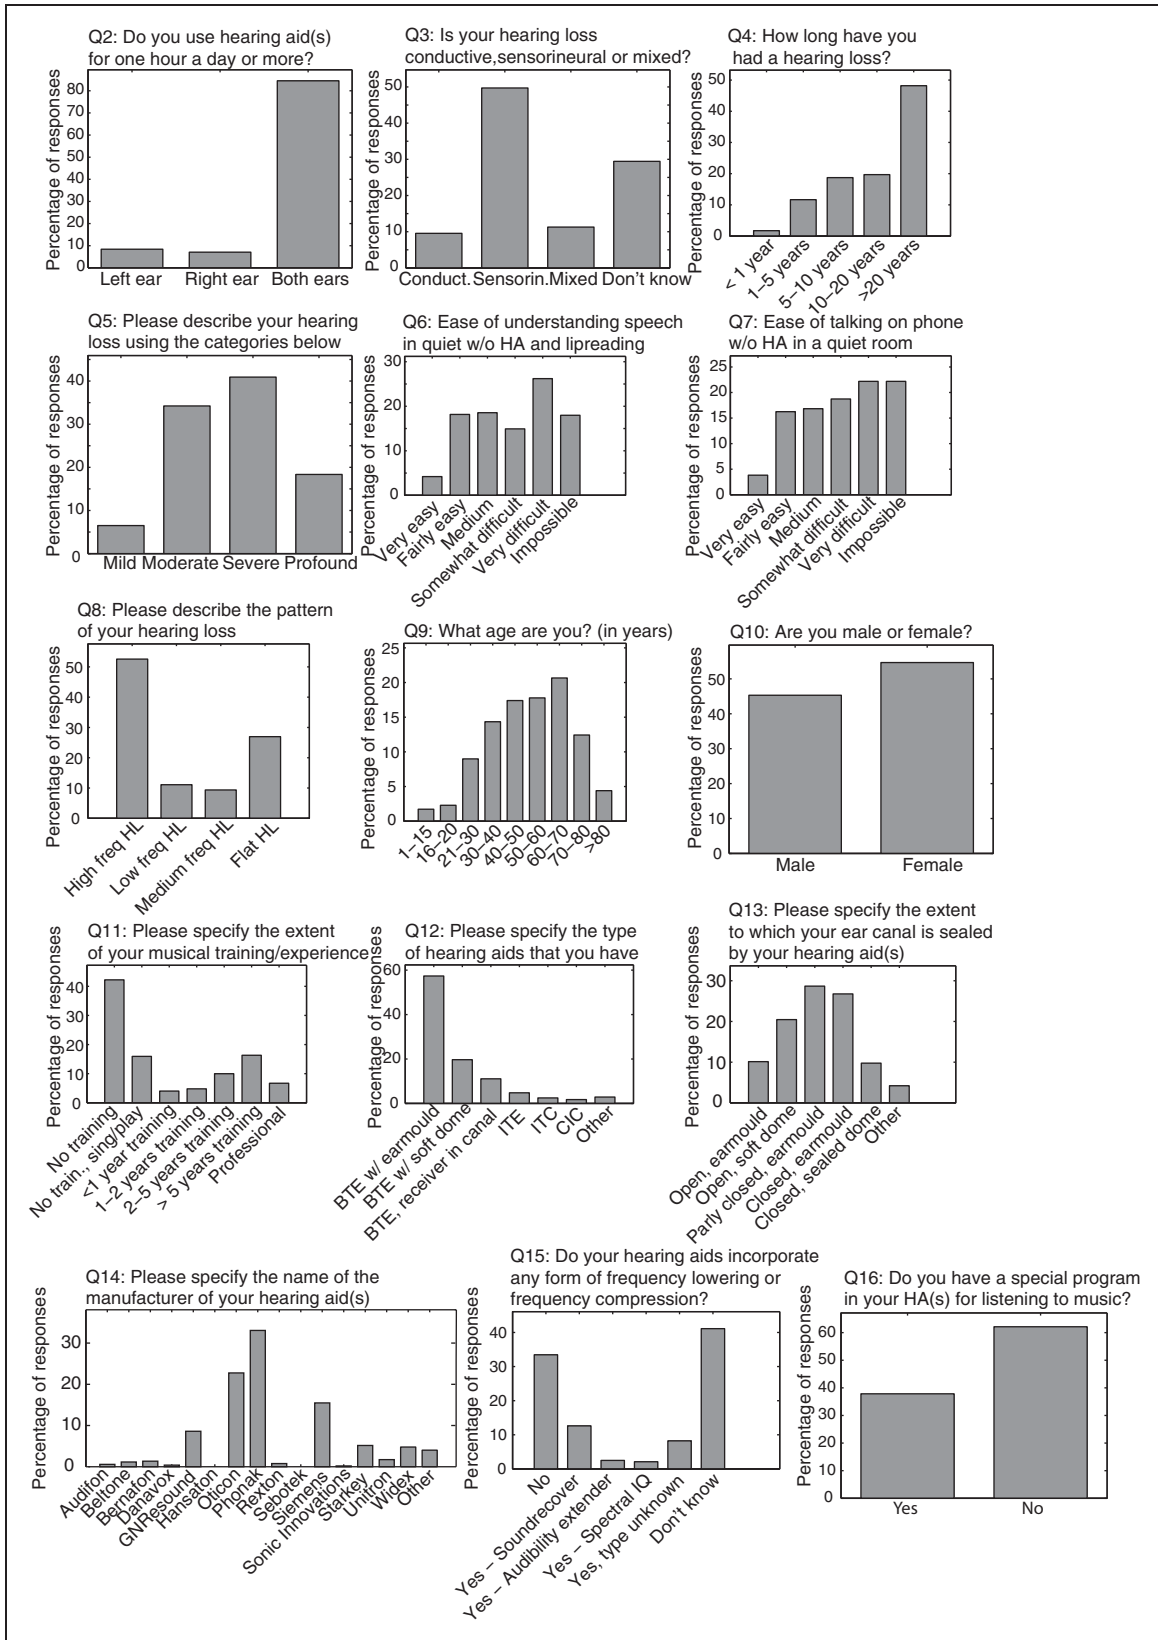 Q2: Do you use hearing aid(s)
for one hour a day or more?
Percentage of responses
80
70
60
50
40
30
20
10
0
Left ear Right ear Both ears
Q3: Is your hearing loss
conductive,sensorineural or mixed?
Percentage of responses
50
40
30
20
10
0
Conduct. Sensorin. Mixed Don't know
Q4: How long have you
had a hearing loss?
Percentage of responses
50
40
30
20
10
0
< 1 year
1–5 years
5–10 years
10–20 years
>20 years
Q5: Please describe your hearing
loss using the categories below
Percentage of responses
40
30
20
10
0
Mild Moderate Severe Profound
Q6: Ease of understanding speech
in quiet w/o HA and lipreading
Percentage of responses
30
20
10
0
Very easy
Fairly easy
Medium
Somewhat difficult
Very difficult
Impossible
Q7: Ease of talking on phone
w/o HA in a quiet room
Percentage of responses
25
20
15
10
5
0
Very easy
Fairly easy
Medium
Somewhat difficult
Very difficult
Impossible
Q8: Please describe the pattern
of your hearing loss
Percentage of responses
50
40
30
20
10
0
High freq HL
Low freq HL
Medium freq HL
Flat HL
Q9: What age are you? (in years)
Percentage of responses
25
20
15
10
5
0
1–15
16–20
21–30
30–40
40–50
50–60
60–70
70–80
>80
Q10: Are you male or female?
Percentage of responses
50
40
30
20
10
0
Male Female
Q11: Please specify the extent
of your musical training/experience
Percentage of responses
40
30
20
10
0
No training
No train., sing/play
<1 year training
1–2 years training
2–5 years training
> 5 years training
Professional
Q12: Please specify the type
of hearing aids that you have
Percentage of responses
60
40
20
0
BTE w/ earmould
BTE w/ soft dome
BTE, receiver in canal
ITE
ITC
CIC
Other
Q13: Please specify the extent
to which your ear canal is sealed
by your hearing aid(s)
Percentage of responses
30
20
10
0
Open, earmould
Open, soft dome
Parly closed, earmould
Closed, earmould
Closed, sealed dome
Other
Q14: Please specify the name of the
manufacturer of your hearing aid(s)
Percentage of responses
30
20
10
0
Audifon
Beltone
Bernafon
Danavox
GNResound
Hansaton
Oticon
Phonak
Rexton
Sebotek
Siemens
Sonic Innovations
Starkey
Unitron
Widex
Other
Q15: Do your hearing aids incorporate
any form of frequency lowering or
frequency compression?
Percentage of responses
40
30
20
10
0
No
Yes – Soundrecover
Yes – Audibility extender
Yes – Spectral IQ
Yes, type unknown
Don't know
Q16: Do you have a special program
in your HA(s) for listening to music?
Percentage of responses
60
50
40
30
20
10
0
Yes No